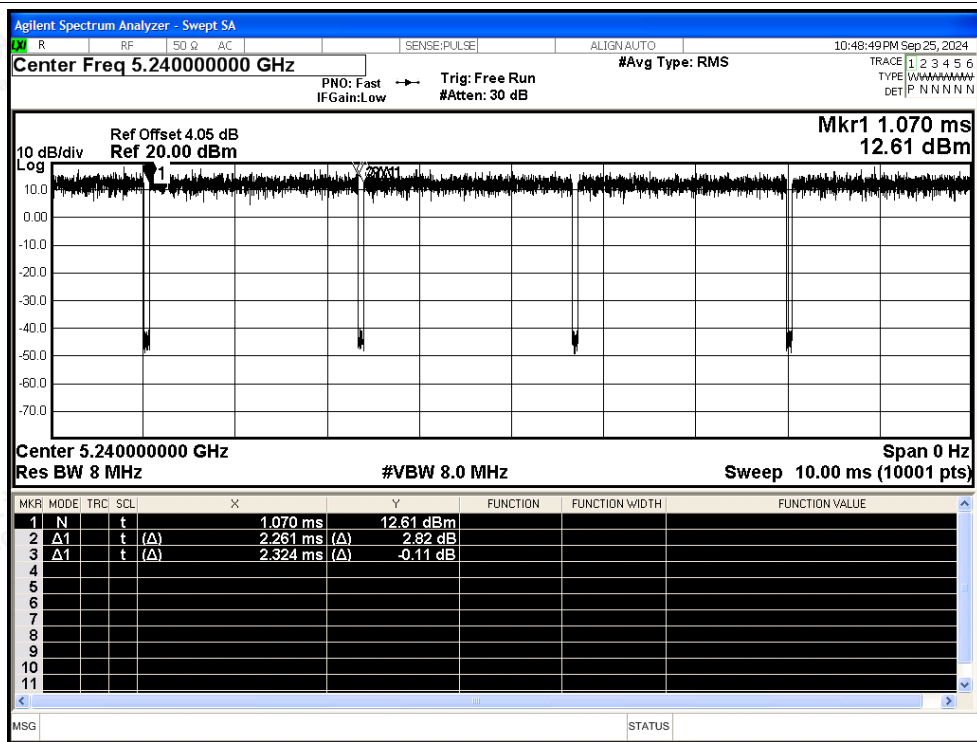 Agilent Spectrum Analyzer - Swept SA
LXI R RF 50 Ω AC SENSE:PULSE ALIGN AUTO 10:48:49 PM Sep 25, 2024
Center Freq 5.240000000 GHz #Avg Type: RMS TRACE 1 2 3 4 5 6
PNO: Fast Trig: Free Run TYPE
IFGain:Low #Atten: 30 dB DET P N N N N N
Mkr1 1.070 ms
Ref Offset 4.05 dB
10 dB/div Ref 20.00 dBm 12.61 dBm
Log
1
10.0
0.00
-10.0
-20.0
-30.0
-40.0
-50.0
-60.0
-70.0
Center 5.240000000 GHz Span 0 Hz
Res BW 8 MHz #VBW 8.0 MHz Sweep 10.00 ms (10001 pts)
MKR MODE TRC SCL X Y FUNCTION FUNCTION WIDTH FUNCTION VALUE
1 N t 1.070 ms 12.61 dBm
2 Δ1 t (Δ) 2.261 ms (Δ) 2.82 dB
3 Δ1 t (Δ) 2.324 ms (Δ) -0.11 dB
4
5
6
7
8
9
10
11
MSG STATUS